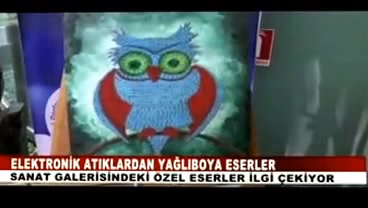 ELEKTRONİK ATIKLARDAN YAĞLIBOYA ESERLER
SANAT GALERİSİNDEKİ ÖZEL ESERLER İLGİ ÇEKİYOR